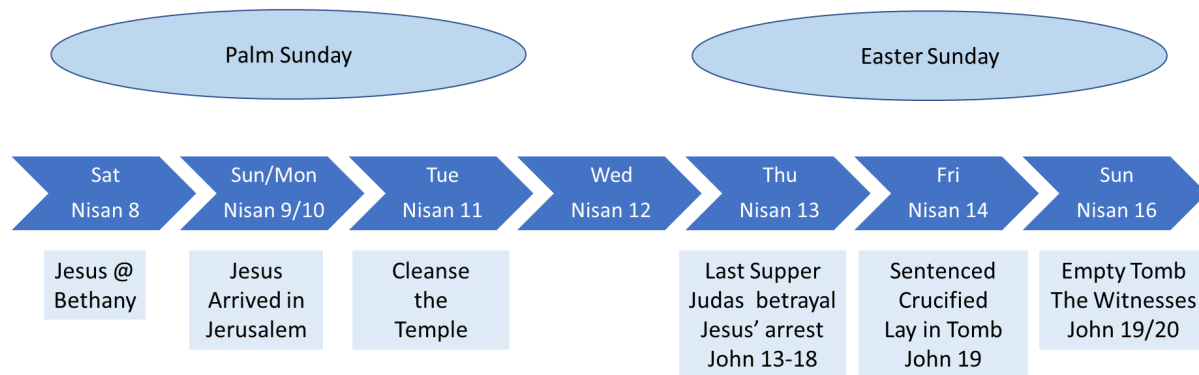 Palm Sunday
Easter Sunday
Sat
Nisan 8
Sun/Mon
Nisan 9/10
Tue
Nisan 11
Wed
Nisan 12
Thu
Nisan 13
Fri
Nisan 14
Sun
Nisan 16
Jesus @
Bethany
Jesus
Arrived in
Jerusalem
Cleanse
the
Temple
Last Supper
Judas betrayal
Jesus’ arrest
John 13-18
Sentenced
Crucified
Lay in Tomb
John 19
Empty Tomb
The Witnesses
John 19/20